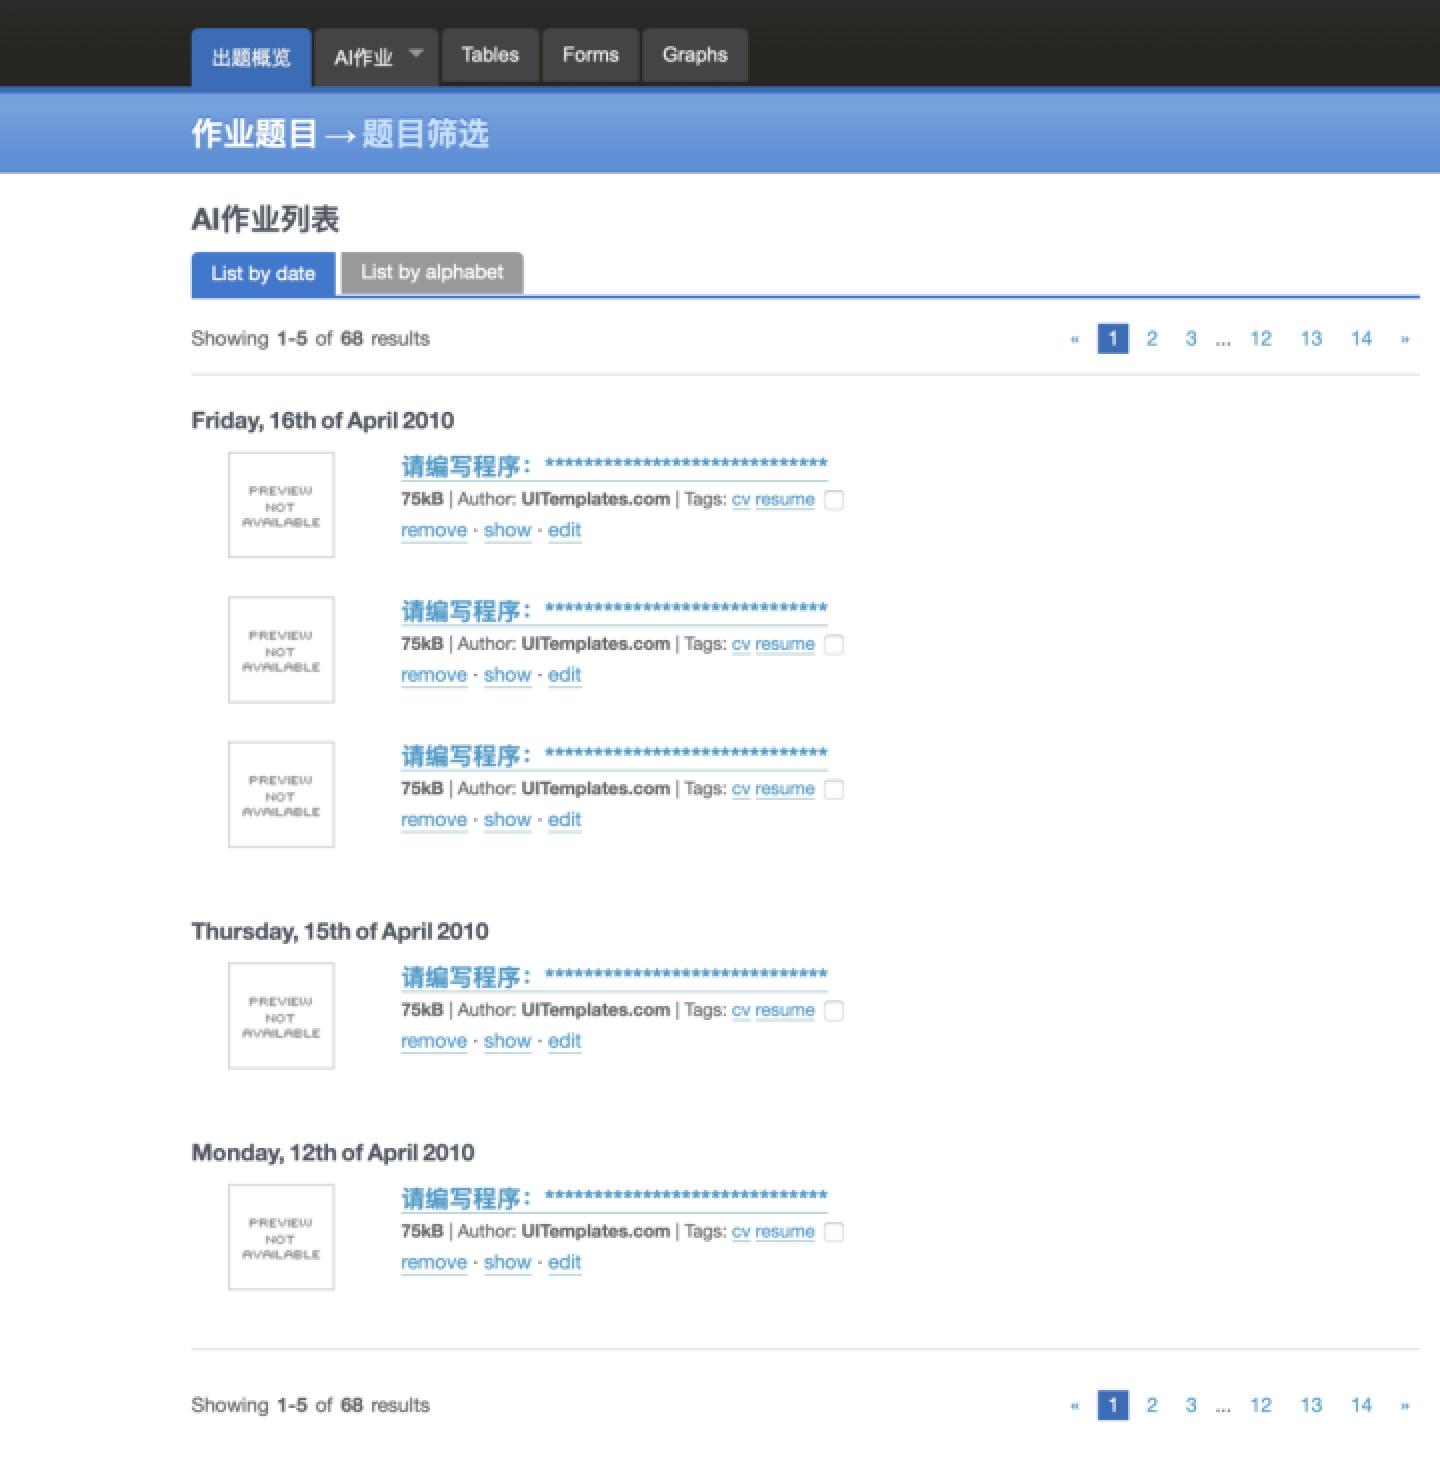 出题概览 AI作业 Tables Forms Graphs
作业题目→题目筛选
AI作业列表
List by date List by alphabet
Showing 1-5 of 68 results « 1 2 3 ... 12 13 14 »
Friday, 16th of April 2010
PREVIEW NOT AVAILABLE
请编写程序：*****************************
75kB | Author: UITemplates.com | Tags: cv resume
remove · show · edit
PREVIEW NOT AVAILABLE
请编写程序：*****************************
75kB | Author: UITemplates.com | Tags: cv resume
remove · show · edit
PREVIEW NOT AVAILABLE
请编写程序：*****************************
75kB | Author: UITemplates.com | Tags: cv resume
remove · show · edit
Thursday, 15th of April 2010
PREVIEW NOT AVAILABLE
请编写程序：*****************************
75kB | Author: UITemplates.com | Tags: cv resume
remove · show · edit
Monday, 12th of April 2010
PREVIEW NOT AVAILABLE
请编写程序：*****************************
75kB | Author: UITemplates.com | Tags: cv resume
remove · show · edit
Showing 1-5 of 68 results « 1 2 3 ... 12 13 14 »